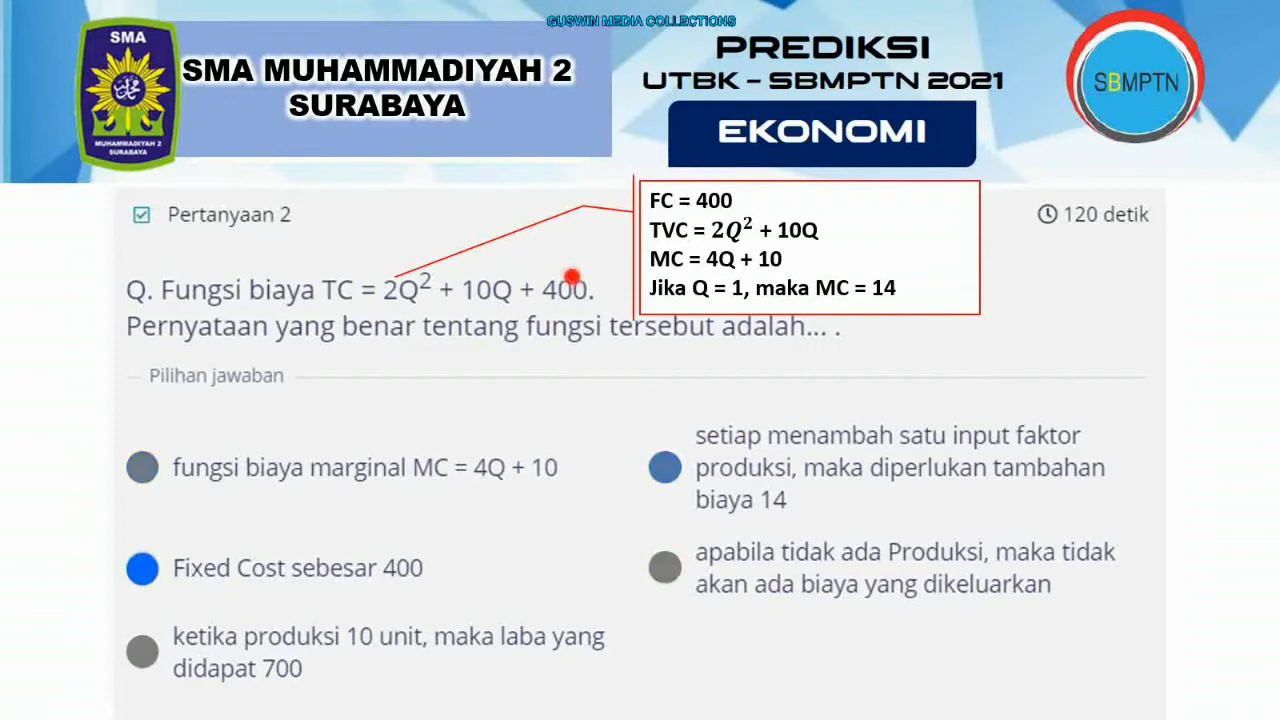 GUSWIN MEDIA COLLECTIONS
SMA
MUHAMMADIYAH 2
SURABAYA
SMA MUHAMMADIYAH 2
SURABAYA
PREDIKSI
UTBK - SBMPTN 2021
EKONOMI
SBMPTN
Pertanyaan 2
120 detik
FC = 400
TVC = 2Q² + 10Q
MC = 4Q + 10
Jika Q = 1, maka MC = 14
Q. Fungsi biaya TC = 2Q² + 10Q + 400.
Pernyataan yang benar tentang fungsi tersebut adalah... .
Pilihan jawaban
fungsi biaya marginal MC = 4Q + 10
setiap menambah satu input faktor
produksi, maka diperlukan tambahan
biaya 14
Fixed Cost sebesar 400
apabila tidak ada Produksi, maka tidak
akan ada biaya yang dikeluarkan
ketika produksi 10 unit, maka laba yang
didapat 700